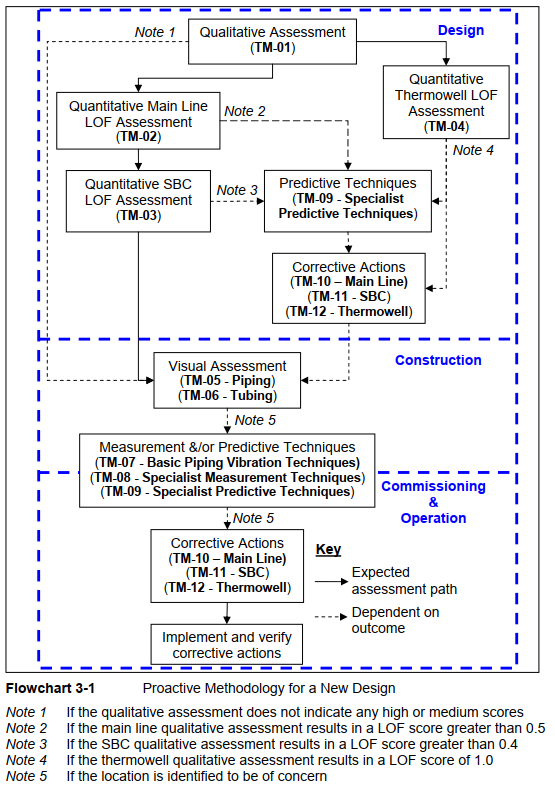 Note 1
Qualitative Assessment
(TM-01)
Design
Quantitative Main Line
LOF Assessment
(TM-02)
Note 2
Quantitative
Thermowell LOF
Assessment
(TM-04)
Note 4
Quantitative SBC
LOF Assessment
(TM-03)
Note 3
Predictive Techniques
(TM-09 - Specialist
Predictive Techniques)
Corrective Actions
(TM-10 – Main Line)
(TM-11 - SBC)
(TM-12 - Thermowell)
Construction
Visual Assessment
(TM-05 - Piping)
(TM-06 - Tubing)
Note 5
Measurement &/or Predictive Techniques
(TM-07 - Basic Piping Vibration Techniques)
(TM-08 - Specialist Measurement Techniques)
(TM-09 - Specialist Predictive Techniques)
Commissioning
&
Operation
Note 5
Corrective Actions
(TM-10 – Main Line)
(TM-11 - SBC)
(TM-12 - Thermowell)
Key
Expected
assessment path
Dependent on
outcome
Implement and verify
corrective actions
Flowchart 3-1 Proactive Methodology for a New Design
Note 1 If the qualitative assessment does not indicate any high or medium scores
Note 2 If the main line qualitative assessment results in a LOF score greater than 0.5
Note 3 If the SBC qualitative assessment results in a LOF score greater than 0.4
Note 4 If the thermowell qualitative assessment results in a LOF score of 1.0
Note 5 If the location is identified to be of concern